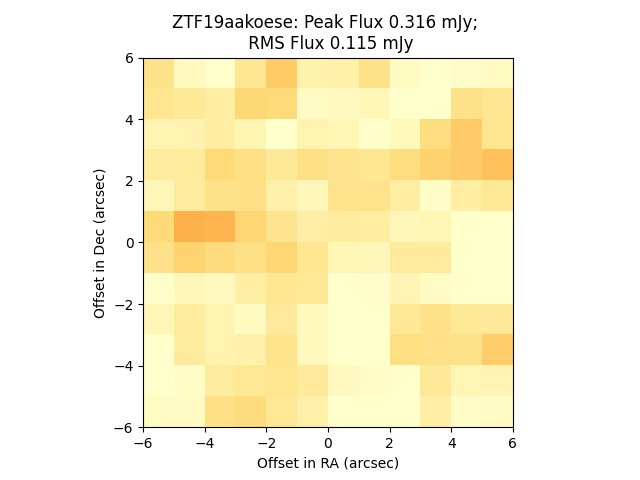 ZTF19aakoese: Peak Flux 0.316 mJy;
RMS Flux 0.115 mJy
6
4
2
0
−2
−4
−6
Offset in Dec (arcsec)
−6 −4 −2 0 2 4 6
Offset in RA (arcsec)